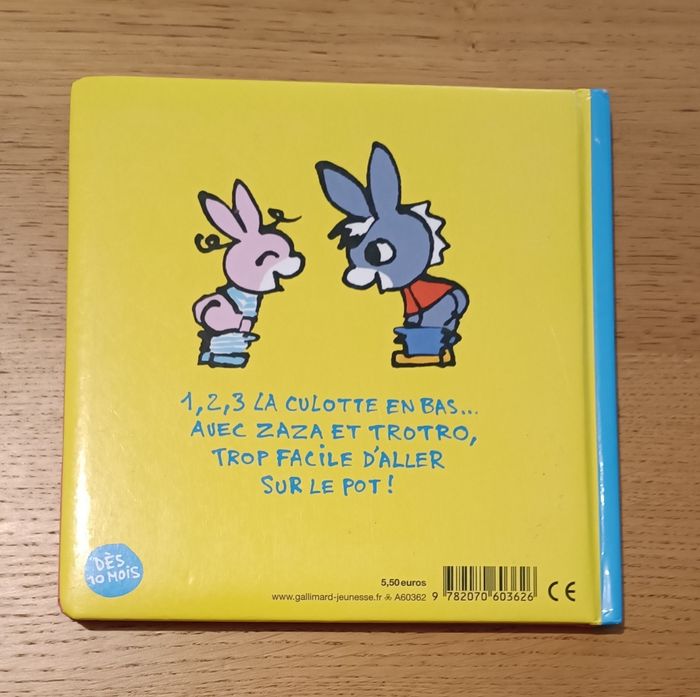 1, 2, 3 LA CULOTTE EN BAS...
AVEC ZAZA ET TROTRO,
TROP FACILE D'ALLER
SUR LE POT !
DÈS
10 MOIS
5,50 euros
www.gallimard-jeunesse.fr A60362
9 782070 603626
CE